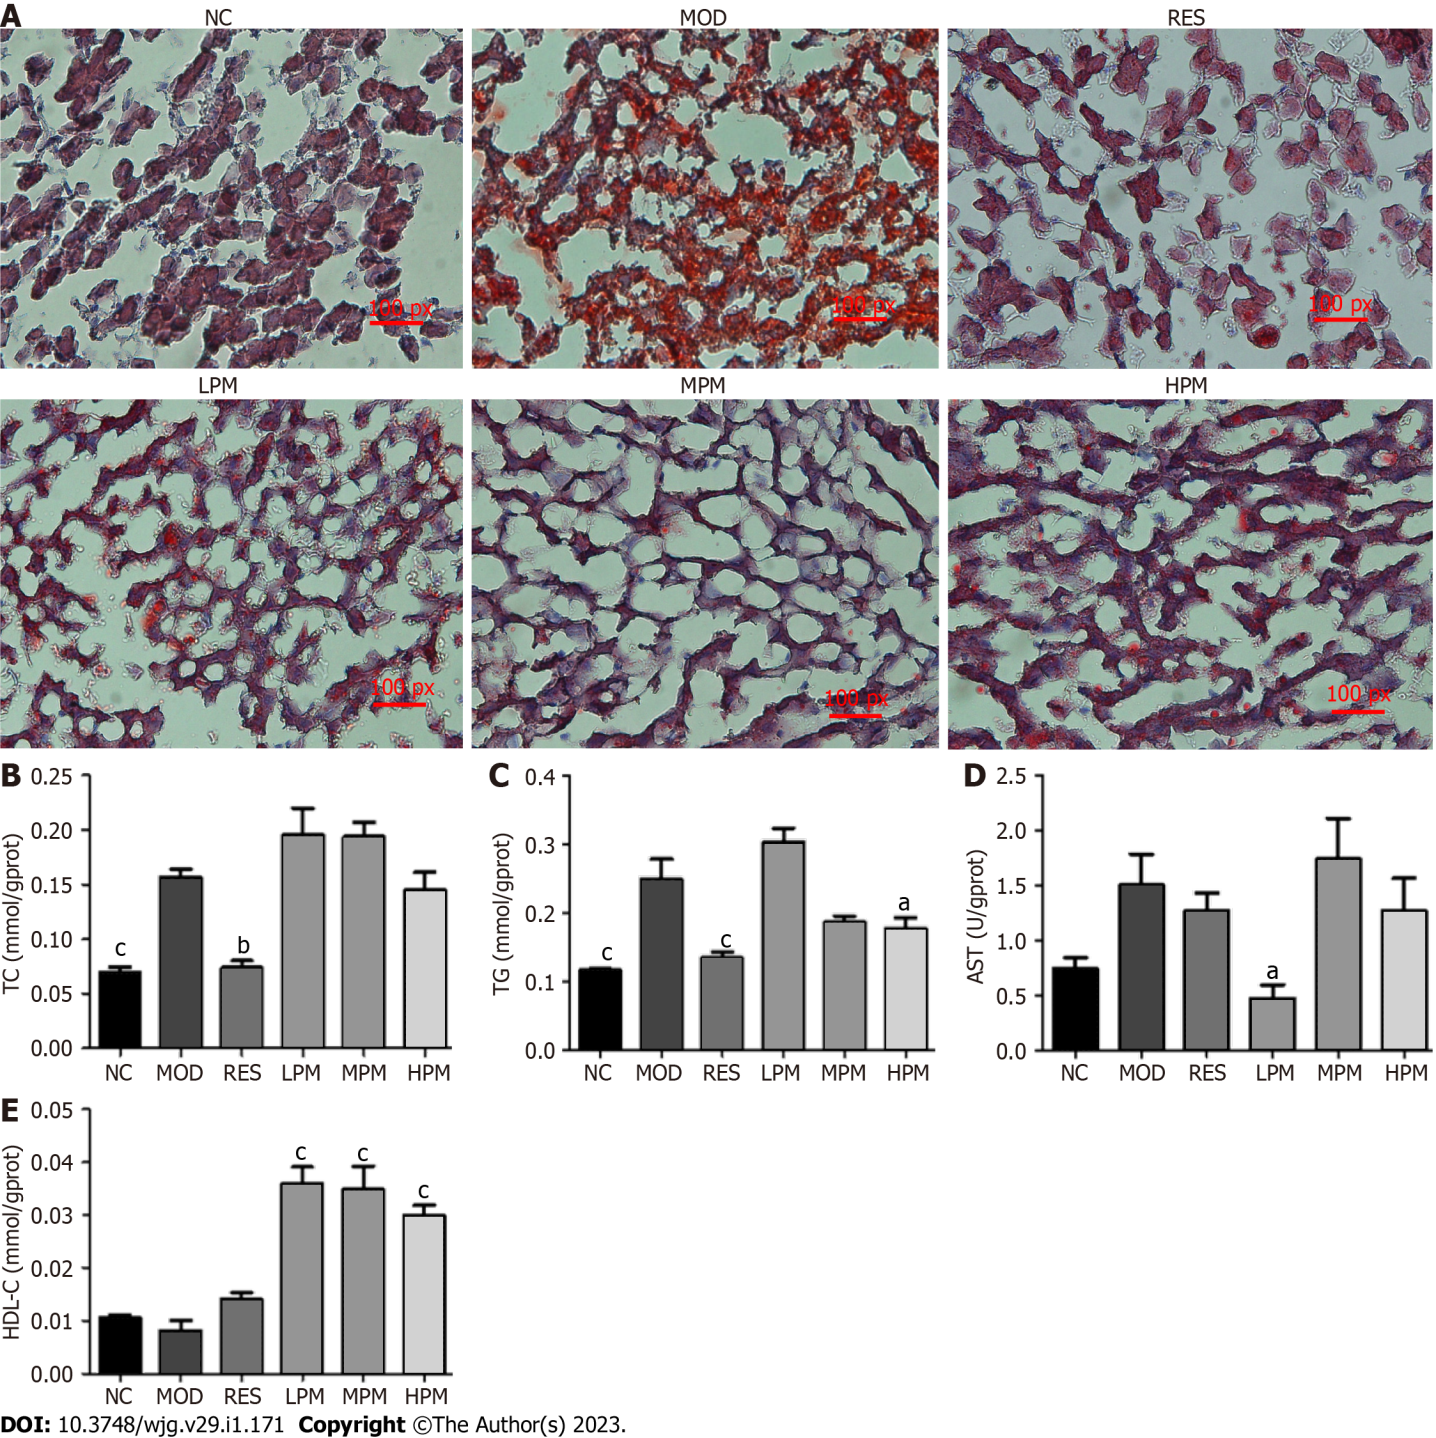 A
NC
MOD
RES
100 px
100 px
100 px
LPM
MPM
HPM
100 px
100 px
100 px
B
TC (mmol/gprot)
0.25
0.20
0.15
0.10
0.05
0.00
c
b
NC MOD RES LPM MPM HPM
C
TG (mmol/gprot)
0.4
0.3
0.2
0.1
0.0
c
c
a
NC MOD RES LPM MPM HPM
D
AST (U/gprot)
2.5
2.0
1.5
1.0
0.5
0.0
a
NC MOD RES LPM MPM HPM
E
HDL-C (mmol/gprot)
0.05
0.04
0.03
0.02
0.01
0.00
c
c
c
NC MOD RES LPM MPM HPM
DOI: 10.3748/wjg.v29.i1.171 Copyright ©The Author(s) 2023.